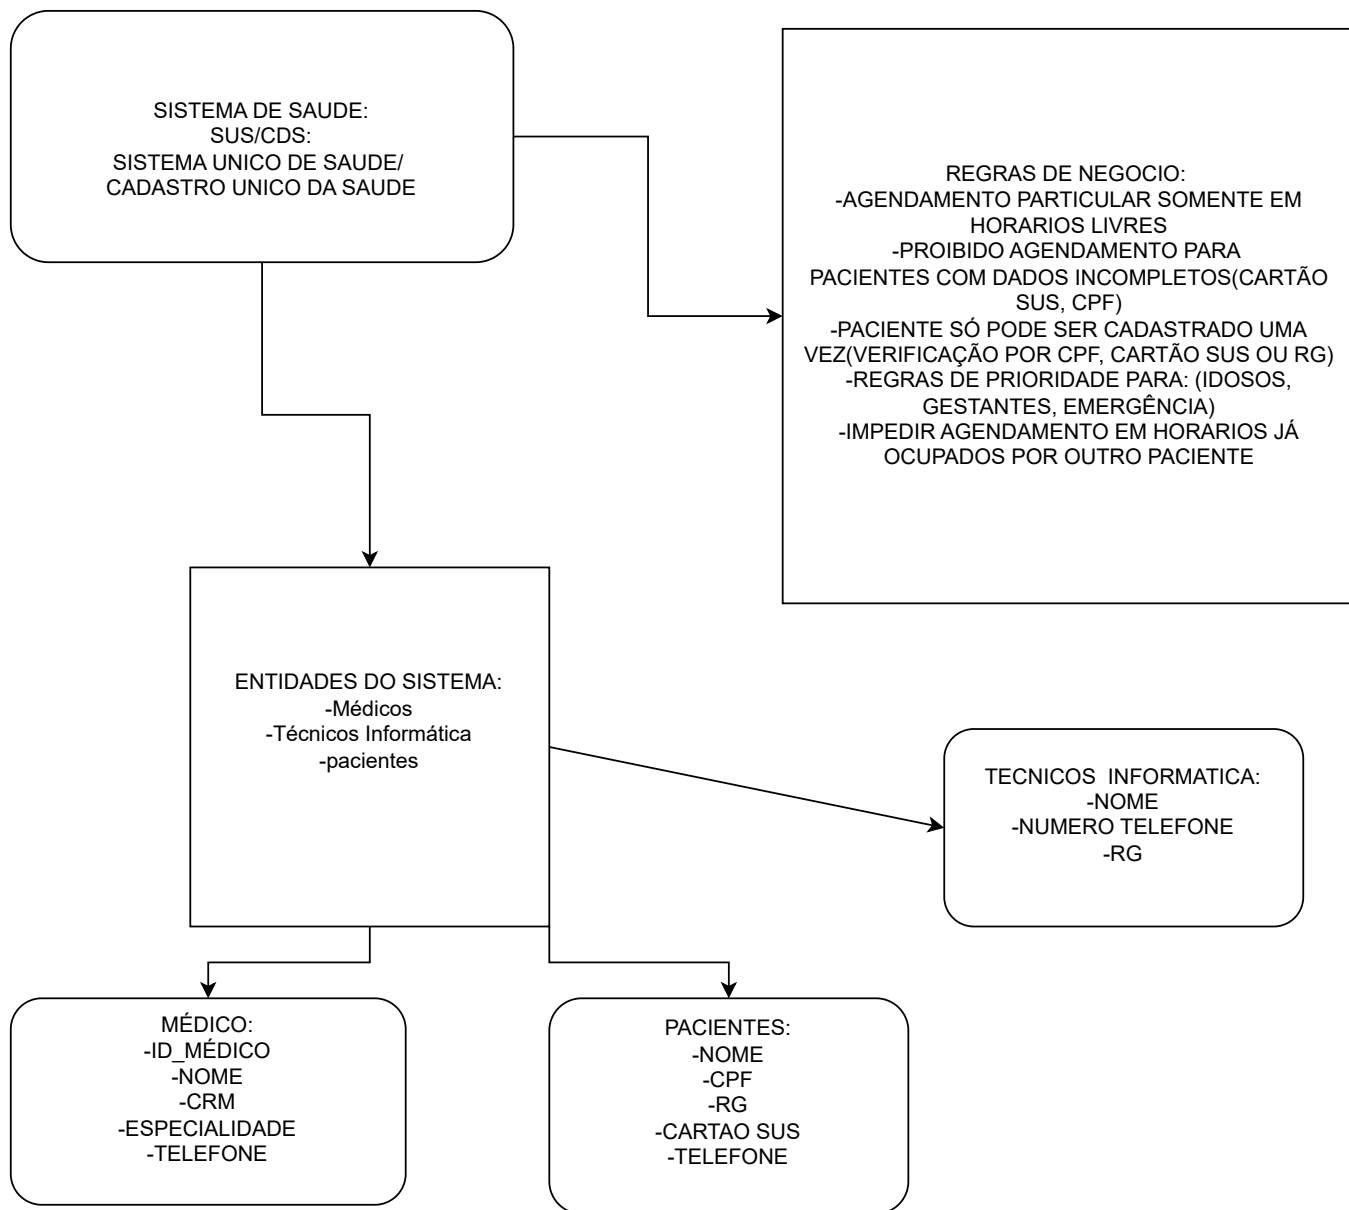 SISTEMA DE SAUDE:
SUS/CDS:
SISTEMA UNICO DE SAUDE/
CADASTRO UNICO DA SAUDE
REGRAS DE NEGOCIO:
-AGENDAMENTO PARTICULAR SOMENTE EM
HORARIOS LIVRES
-PROIBIDO AGENDAMENTO PARA
PACIENTES COM DADOS INCOMPLETOS(CARTÃO
SUS, CPF)
-PACIENTE SÓ PODE SER CADASTRADO UMA
VEZ(VERIFICAÇÃO POR CPF, CARTÃO SUS OU RG)
-REGRAS DE PRIORIDADE PARA: (IDOSOS,
GESTANTES, EMERGÊNCIA)
-IMPEDIR AGENDAMENTO EM HORARIOS JÁ
OCUPADOS POR OUTRO PACIENTE
ENTIDADES DO SISTEMA:
-Médicos
-Técnicos Informática
-pacientes
TECNICOS  INFORMATICA:
-NOME
-NUMERO TELEFONE
-RG
MÉDICO:
-ID_MÉDICO
-NOME
-CRM
-ESPECIALIDADE
-TELEFONE
PACIENTES:
-NOME
-CPF
-RG
-CARTAO SUS
-TELEFONE